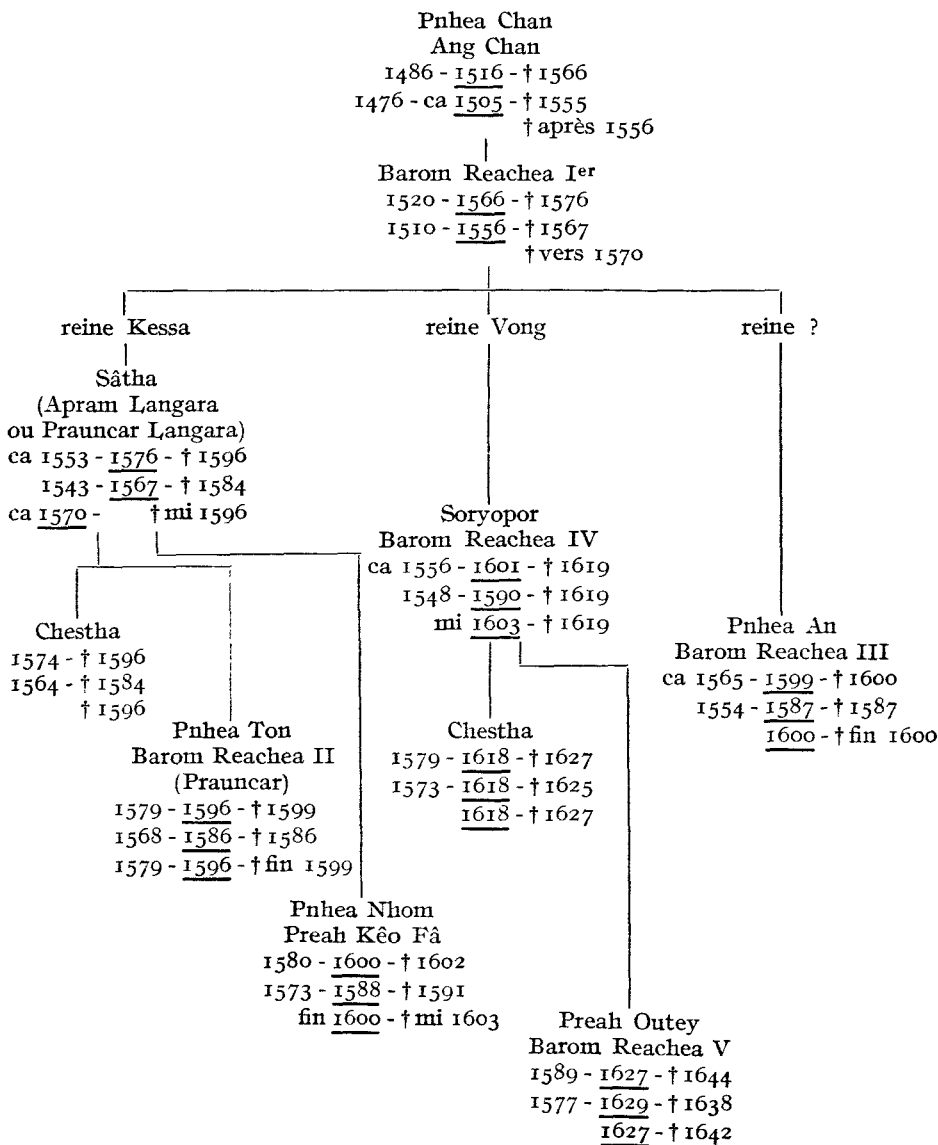 Pnhea Chan
Ang Chan
1486 - 1516 - † 1566
1476 - ca 1505 - † 1555
† après 1556
Barom Reachea Ier
1520 - 1566 - † 1576
1510 - 1556 - † 1567
† vers 1570
reine Kessa
reine Vong
reine ?
Sâtha
(Apram Langara
ou Prauncar Langara)
ca 1553 - 1576 - † 1596
1543 - 1567 - † 1584
ca 1570 - † mi 1596
Soryopor
Barom Reachea IV
ca 1556 - 1601 - † 1619
1548 - 1590 - † 1619
mi 1603 - † 1619
Pnhea An
Barom Reachea III
ca 1565 - 1599 - † 1600
1554 - 1587 - † 1587
1600 - † fin 1600
Chestha
1574 - † 1596
1564 - † 1584
† 1596
Pnhea Ton
Barom Reachea II
(Prauncar)
1579 - 1596 - † 1599
1568 - 1586 - † 1586
1579 - 1596 - † fin 1599
Chestha
1579 - 1618 - † 1627
1573 - 1618 - † 1625
1618 - † 1627
Pnhea Nhom
Preah Kêo Fâ
1580 - 1600 - † 1602
1573 - 1588 - † 1591
fin 1600 - † mi 1603
Preah Outey
Barom Reachea V
1589 - 1627 - † 1644
1577 - 1629 - † 1638
1627 - † 1642